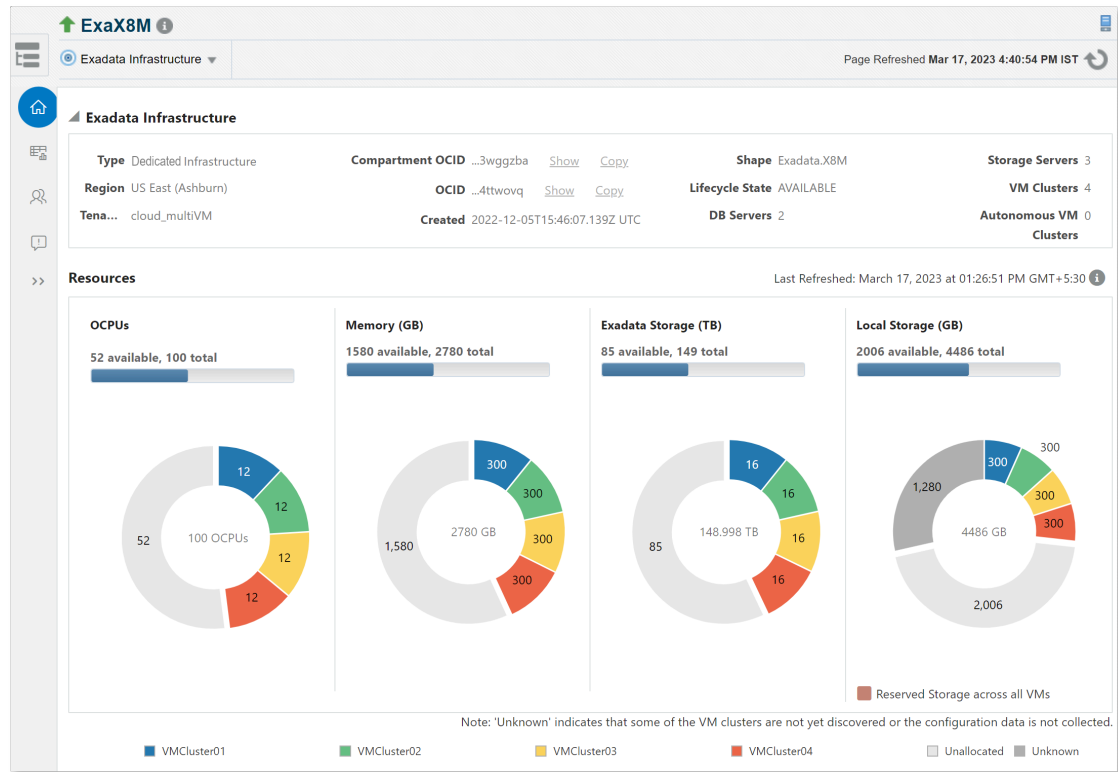 ExaX8M
Exadata Infrastructure
Page Refreshed Mar 17, 2023 4:40:54 PM IST
Exadata Infrastructure
Type Dedicated Infrastructure
Region US East (Ashburn)
Tena... cloud_multiVM
Compartment OCID ...3wggzba Show Copy
OCID ...4ttwovq Show Copy
Created 2022-12-05T15:46:07.139Z UTC
Shape Exadata.X8M
Lifecycle State AVAILABLE
DB Servers 2
Storage Servers 3
VM Clusters 4
Autonomous VM Clusters 0
Resources
Last Refreshed: March 17, 2023 at 01:26:51 PM GMT+5:30
OCPUs
52 available, 100 total
12
12
12
12
52
100 OCPUs
Memory (GB)
1580 available, 2780 total
300
300
300
300
1,580
2780 GB
Exadata Storage (TB)
85 available, 149 total
16
16
16
16
85
148.998 TB
Local Storage (GB)
2006 available, 4486 total
300
300
300
300
2,006
1,280
4486 GB
Reserved Storage across all VMs
Note: 'Unknown' indicates that some of the VM clusters are not yet discovered or the configuration data is not collected.
VMCluster01
VMCluster02
VMCluster03
VMCluster04
Unallocated
Unknown